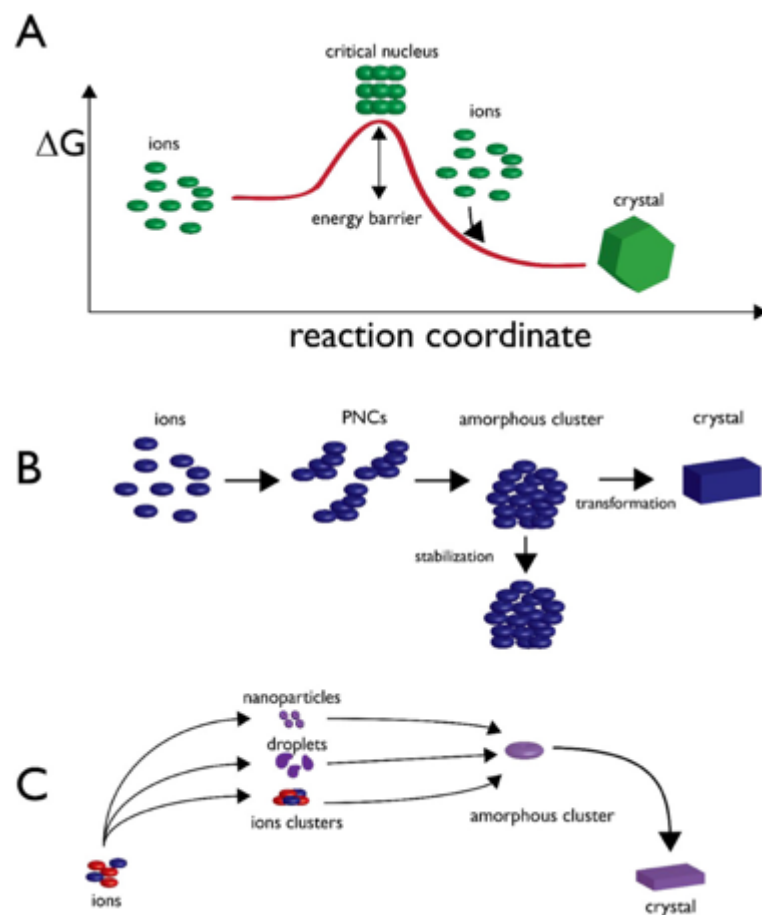 A
critical nucleus
ions
ions
ΔG
energy barrier
crystal
reaction coordinate
B
ions
PNCs
amorphous cluster
crystal
transformation
stabilization
C
nanoparticles
droplets
ions clusters
amorphous cluster
ions
crystal